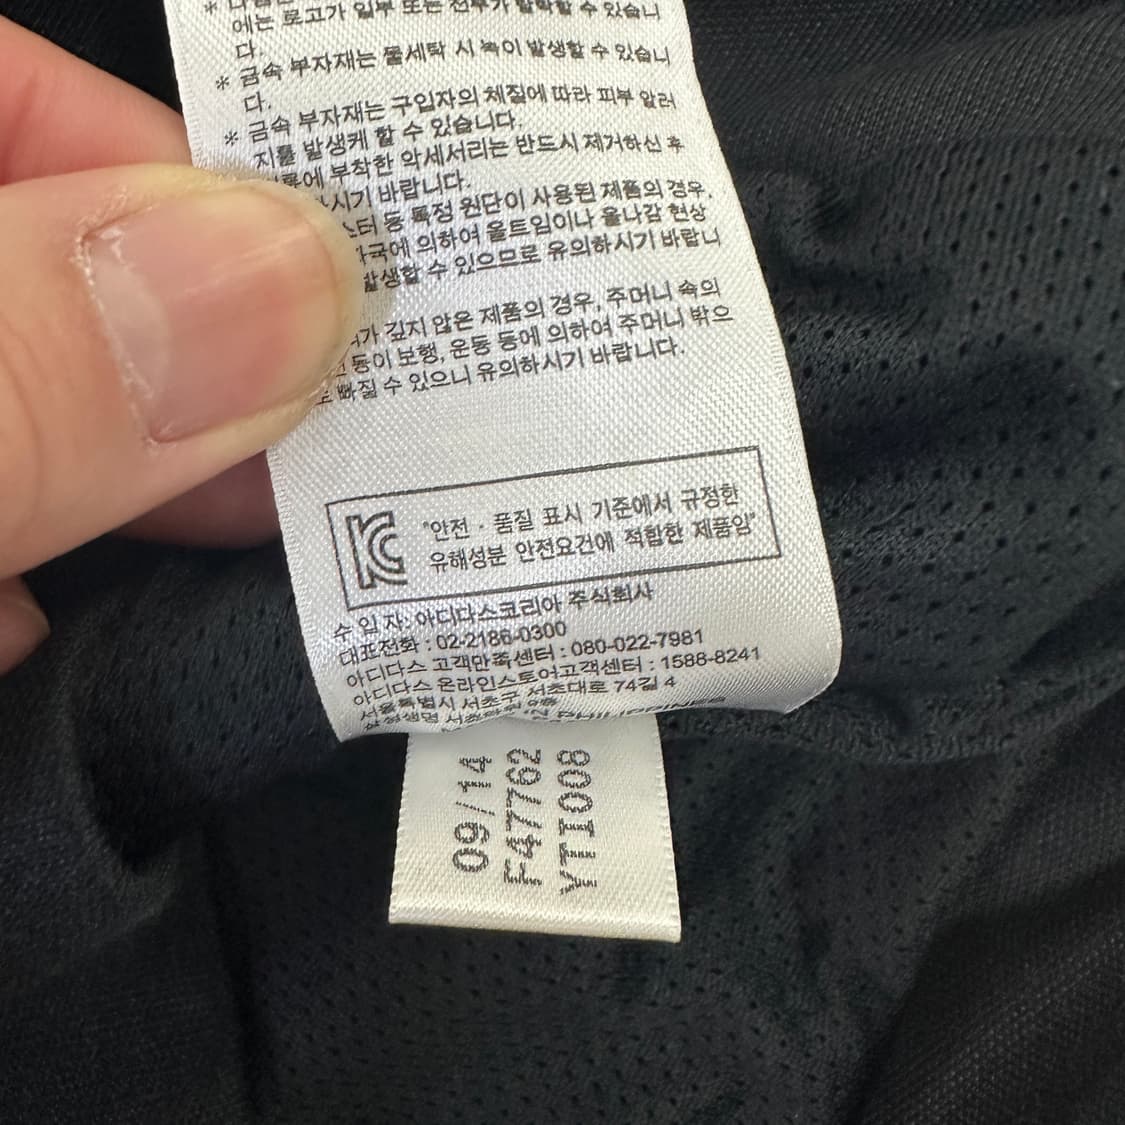 에는 로고가 일부 또는 전부가 탈락할 수 있습니
다.
* 금속 부자재는 물세탁 시 녹이 발생할 수 있습니
다.
* 금속 부자재는 구입자의 체질에 따라 피부 알러
지를 발생케 할 수 있습니다.
부착한 악세서리는 반드시 제거하신 후
바랍니다.
등 특정 원단이 사용된 제품의 경우,
의하여 올트임이나 올나감 현상
발생할 수 있으므로 유의하시기 바랍니
깊지 않은 제품의 경우, 주머니 속의
등이 보행, 운동 등에 의하여 주머니 밖으
빠질 수 있으니 유의하시기 바랍니다.
"안전 · 품질 표시 기준에서 규정한
유해성분 안전요건에 적합한 제품임"
수 입 자: 아디다스코리아 주식회사
대표전화 : 02-2186-0300
아디다스 고객만족센터 : 080-022-7981
아디다스 온라인스토어고객센터 : 1588-8241
서울특별시 서초구 서초대로 74길 4
삼성생명 서초타워
PHILIPPINES
09/14
F47762
YTI008